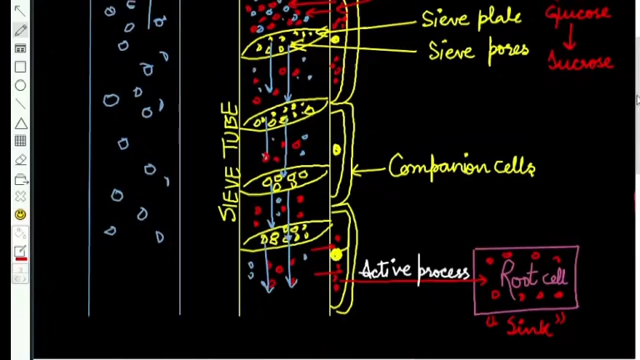 Sieve plate
Sieve pores
Glucose
Sucrose
SIEVE TUBE
Companion cells
Active process
Root cell
"Sink"